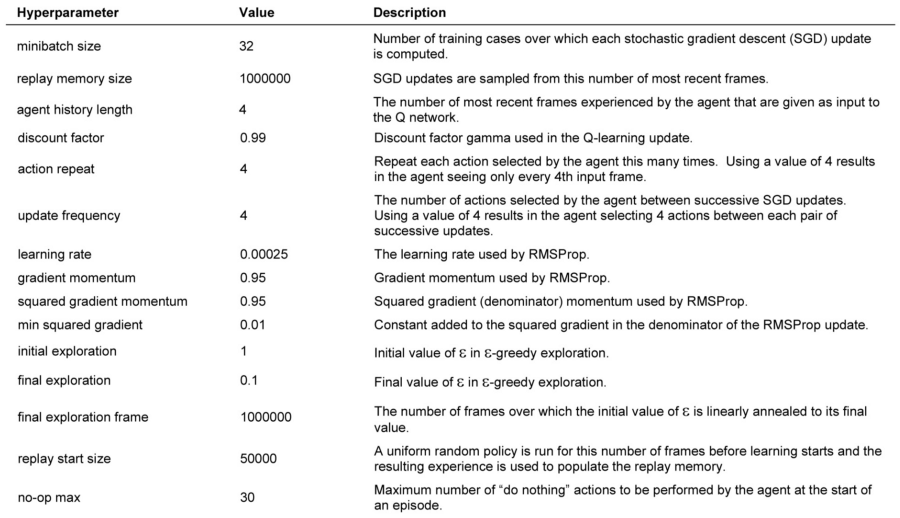 Hyperparameter Value Description
minibatch size 32 Number of training cases over which each stochastic gradient descent (SGD) update
is computed.
replay memory size 1000000 SGD updates are sampled from this number of most recent frames.
agent history length 4 The number of most recent frames experienced by the agent that are given as input to
the Q network.
discount factor 0.99 Discount factor gamma used in the Q-learning update.
action repeat 4 Repeat each action selected by the agent this many times. Using a value of 4 results
in the agent seeing only every 4th input frame.
update frequency 4 The number of actions selected by the agent between successive SGD updates.
Using a value of 4 results in the agent selecting 4 actions between each pair of
successive updates.
learning rate 0.00025 The learning rate used by RMSProp.
gradient momentum 0.95 Gradient momentum used by RMSProp.
squared gradient momentum 0.95 Squared gradient (denominator) momentum used by RMSProp.
min squared gradient 0.01 Constant added to the squared gradient in the denominator of the RMSProp update.
initial exploration 1 Initial value of ε in ε-greedy exploration.
final exploration 0.1 Final value of ε in ε-greedy exploration.
final exploration frame 1000000 The number of frames over which the initial value of ε is linearly annealed to its final
value.
replay start size 50000 A uniform random policy is run for this number of frames before learning starts and the
resulting experience is used to populate the replay memory.
no-op max 30 Maximum number of “do nothing” actions to be performed by the agent at the start of
an episode.